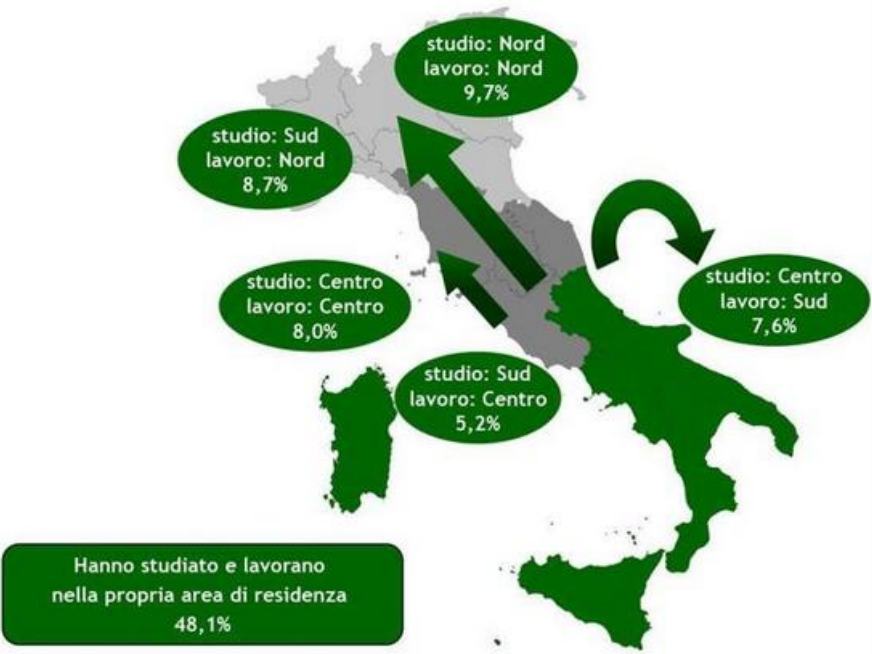 studio: Nord
lavoro: Nord
9,7%
studio: Sud
lavoro: Nord
8,7%
studio: Centro
lavoro: Centro
8,0%
studio: Centro
lavoro: Sud
7,6%
studio: Sud
lavoro: Centro
5,2%
Hanno studiato e lavorano
nella propria area di residenza
48,1%